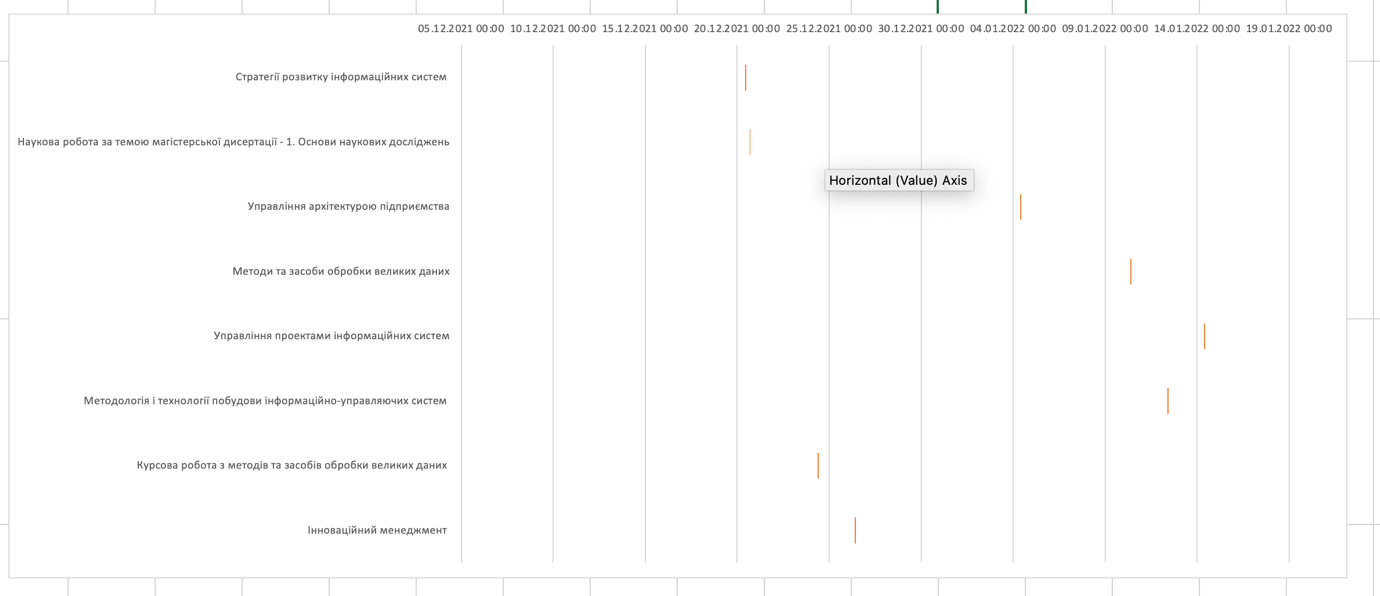 05.12.2021 00:00 10.12.2021 00:00 15.12.2021 00:00 20.12.2021 00:00 25.12.2021 00:00 30.12.2021 00:00 04.01.2022 00:00 09.01.2022 00:00 14.01.2022 00:00 19.01.2022 00:00
Стратегії розвитку інформаційних систем
Наукова робота за темою магістерської дисертації - 1. Основи наукових досліджень
Horizontal (Value) Axis
Управління архітектурою підприємства
Методи та засоби обробки великих даних
Управління проектами інформаційних систем
Методологія і технології побудови інформаційно-управляючих систем
Курсова робота з методів та засобів обробки великих даних
Інноваційний менеджмент